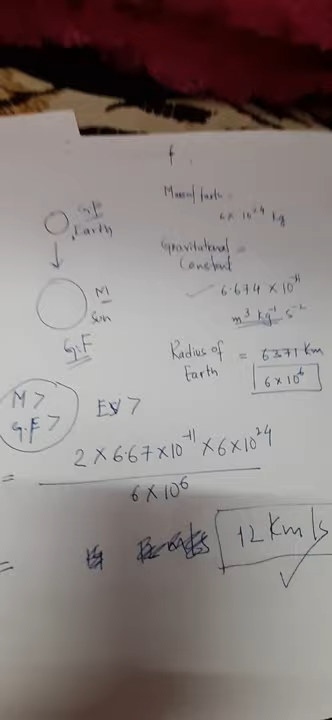 f.
Mass of Earth =
6 × 10²⁴ kg
G.F
Earth
Gravitational =
Constant
6.674 × 10⁻¹¹
m³ kg⁻¹ s⁻²
M
Sun
G.F
Radius of = 6371 Km
Earth
6 × 10⁶
M >
G.F >
EV >
= 2 × 6.67 × 10⁻¹¹ × 6 × 10²⁴
6 × 10⁶
= 12 Km/s